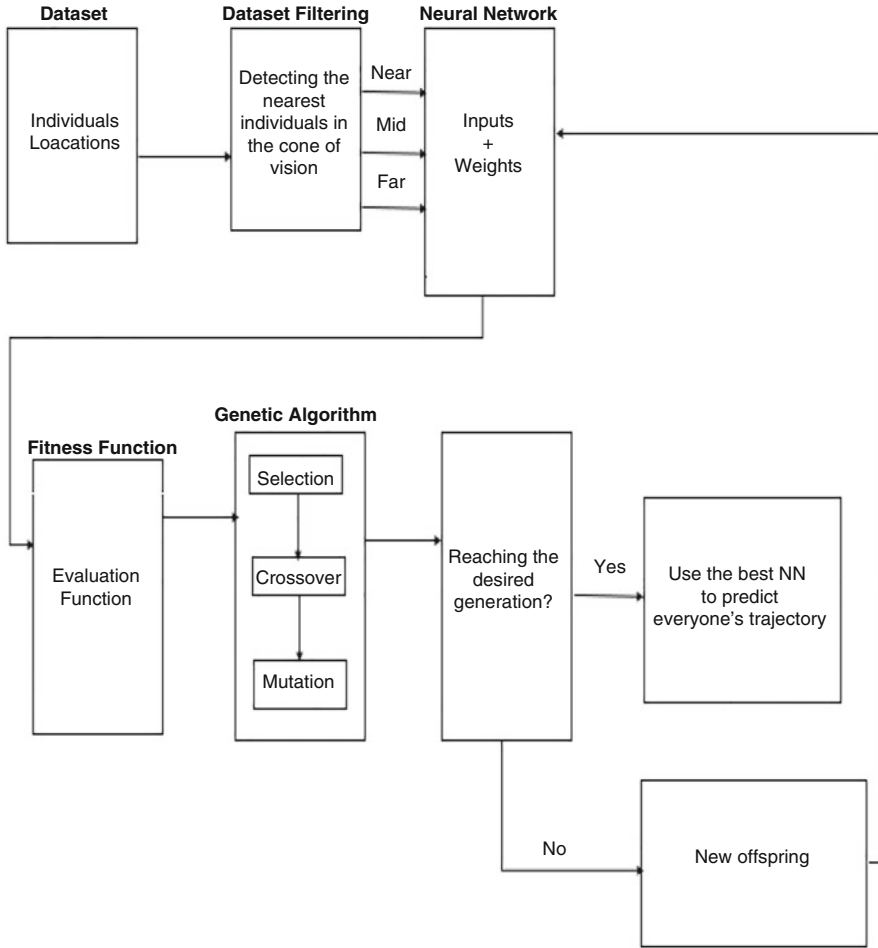 Dataset
Dataset Filtering
Neural Network
Individuals
Loacations
Detecting the
nearest
individuals in
the cone of
vision
Near
Mid
Far
Inputs
+
Weights
Fitness Function
Genetic Algorithm
Evaluation
Function
Selection
Crossover
Mutation
Reaching the
desired
generation?
Yes
Use the best NN
to predict
everyone’s trajectory
No
New offspring